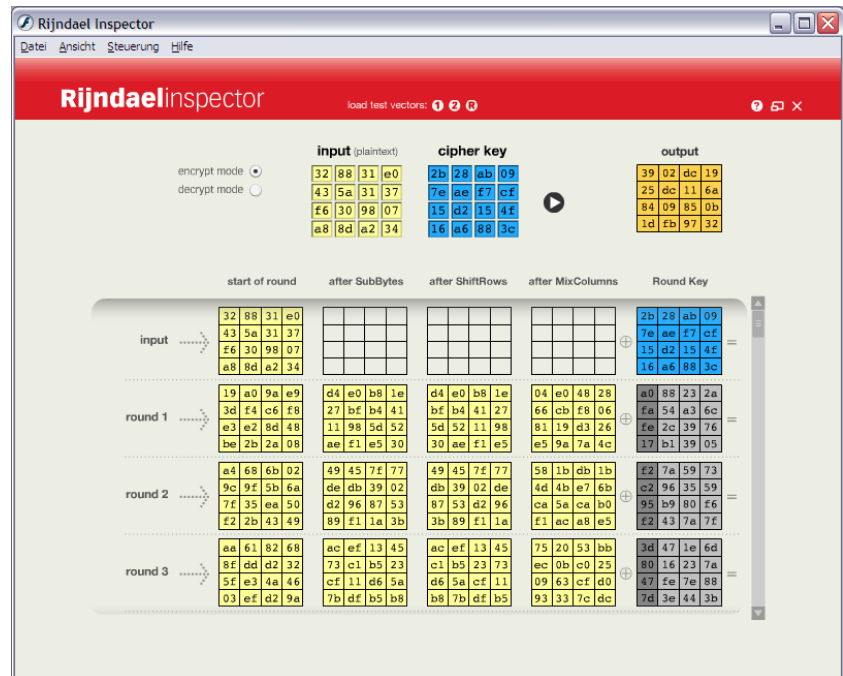 Rijndael Inspector
Datei Ansicht Steuerung Hilfe
Rijndaelinspector load test vectors: 1 2 R ? ×
input (plaintext) cipher key output
encrypt mode
decrypt mode
32 88 31 e0 2b 28 ab 09 39 02 dc 19
43 5a 31 37 7e ae f7 cf 25 dc 11 6a
f6 30 98 07 15 d2 15 4f 84 09 85 0b
a8 8d a2 34 16 a6 88 3c 1d fb 97 32
start of round after SubBytes after ShiftRows after MixColumns Round Key
input
32 88 31 e0 2b 28 ab 09
43 5a 31 37 7e ae f7 cf
f6 30 98 07 ⊕ 15 d2 15 4f =
a8 8d a2 34 16 a6 88 3c
round 1
19 a0 9a e9 d4 e0 b8 1e d4 e0 b8 1e 04 e0 48 28 a0 88 23 2a
3d f4 c6 f8 27 bf b4 41 bf b4 41 27 66 cb f8 06 fa 54 a3 6c
e3 e2 8d 48 11 98 5d 52 5d 52 11 98 81 19 d3 26 ⊕ fe 2c 39 76 =
be 2b 2a 08 ae f1 e5 30 30 ae f1 e5 e5 9a 7a 4c 17 b1 39 05
round 2
a4 68 6b 02 49 45 7f 77 49 45 7f 77 58 1b db 1b f2 7a 59 73
9c 9f 5b 6a de db 39 02 db 39 02 de 4d 4b e7 6b c2 96 35 59
7f 35 ea 50 d2 96 87 53 87 53 d2 96 ca 5a ca b0 ⊕ 95 b9 80 f6 =
f2 2b 43 49 89 f1 1a 3b 3b 89 f1 1a f1 ac a8 e5 f2 43 7a 7f
round 3
aa 61 82 68 ac ef 13 45 ac ef 13 45 75 20 53 bb 3d 47 1e 6d
8f dd d2 32 73 c1 b5 23 c1 b5 23 73 ec 0b c0 25 80 16 23 7a
5f e3 4a 46 cf 11 d6 5a d6 5a cf 11 09 63 cf d0 ⊕ 47 fe 7e 88 =
03 ef d2 9a 7b df b5 b8 b8 7b df b5 93 33 7c dc 7d 3e 44 3b